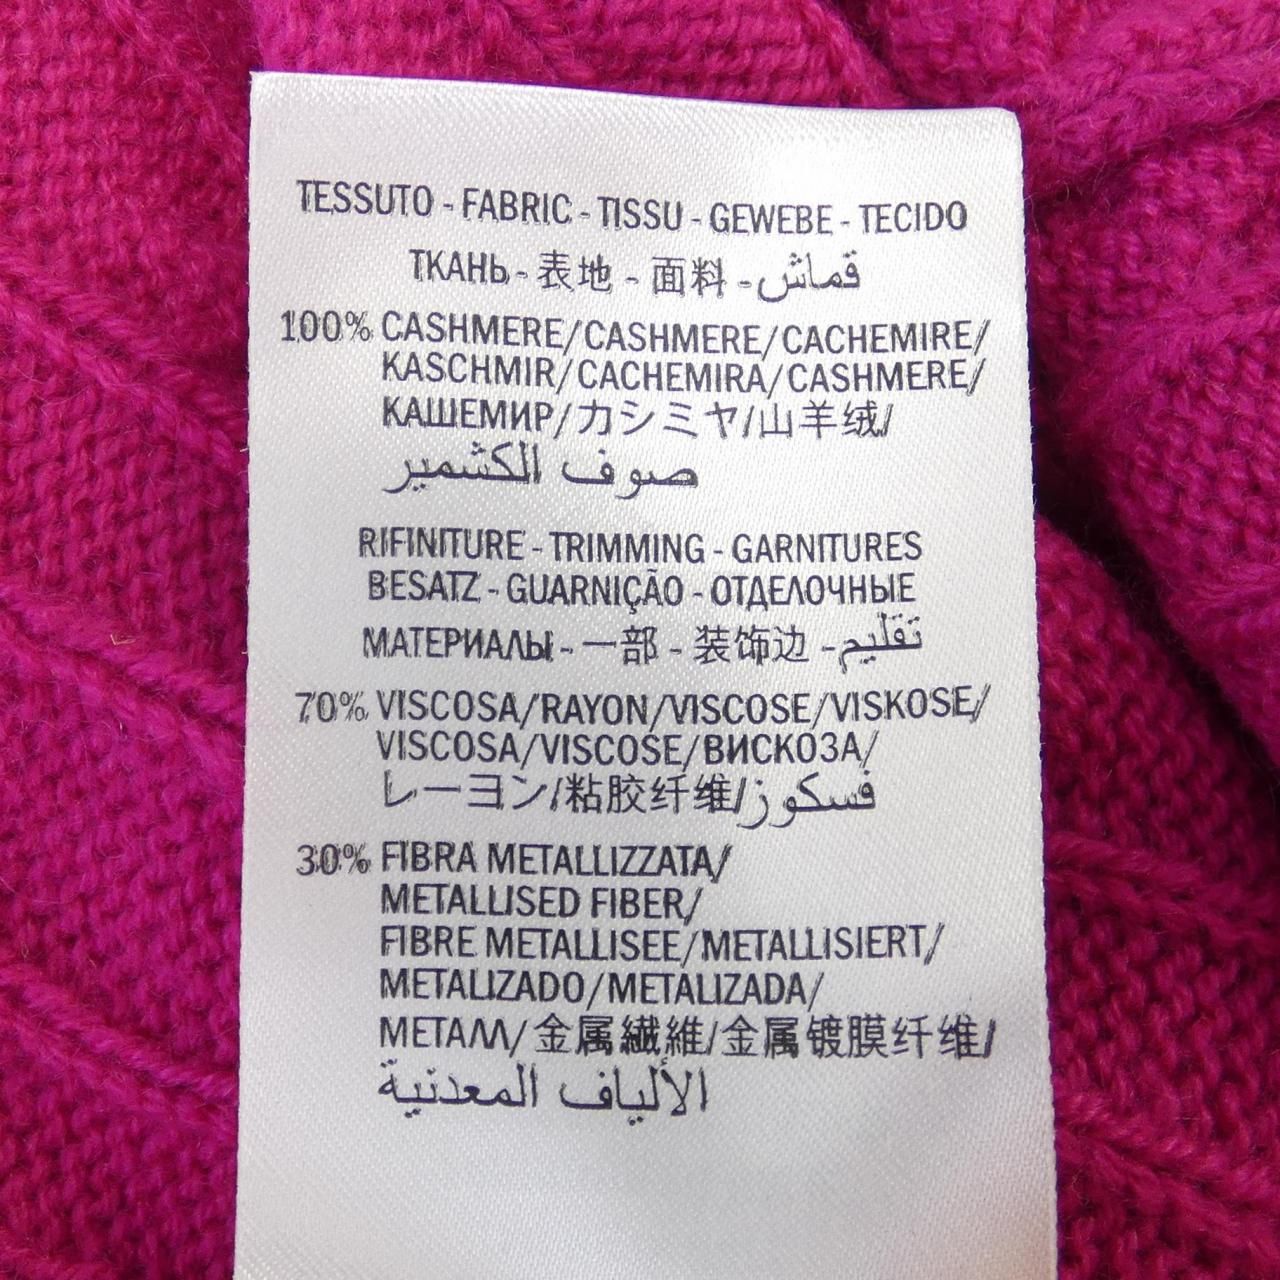 TESSUTO - FABRIC - TISSU - GEWEBE - TECIDO
ТКАНЬ - 表地 - 面料 - قماش
100% CASHMERE/CASHMERE/CACHEMIRE/
KASCHMIR/CACHEMIRA/CASHMERE/
КАШЕМИР/カシミヤ/山羊绒/
صوف الكشمير
RIFINITURE - TRIMMING - GARNITURES
BESATZ - GUARNIÇÃO - ОТДЕЛОЧНЫЕ
МАТЕРИАЛЫ - 一部 - 装饰边 - تقليم
70% VISCOSA/RAYON/VISCOSE/VISKOSE/
VISCOSA/VISCOSE/ВИСКОЗА/
レーヨン/粘胶纤维/فسكوز
30% FIBRA METALLIZZATA/
METALLISED FIBER/
FIBRE METALLISEE/METALLISIERT/
METALIZADO/METALIZADA/
МЕТАЛЛ/金属繊維/金属镀膜纤维/
الألياف المعدنية